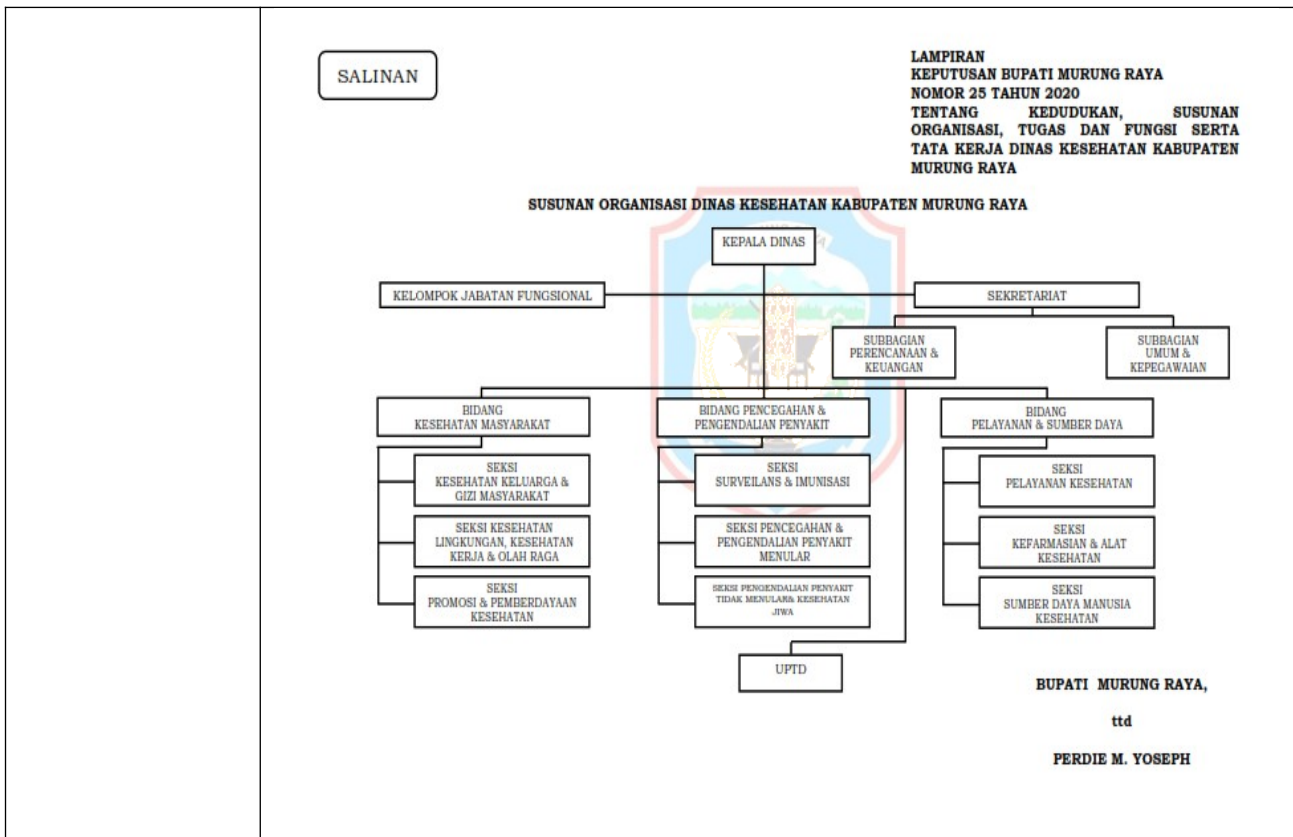 SALINAN
LAMPIRAN
KEPUTUSAN BUPATI MURUNG RAYA
NOMOR 25 TAHUN 2020
TENTANG KEDUDUKAN, SUSUNAN
ORGANISASI, TUGAS DAN FUNGSI SERTA
TATA KERJA DINAS KESEHATAN KABUPATEN
MURUNG RAYA
SUSUNAN ORGANISASI DINAS KESEHATAN KABUPATEN MURUNG RAYA
KEPALA DINAS
KELOMPOK JABATAN FUNGSIONAL
SEKRETARIAT
SUBBAGIAN
PERENCANAAN &
KEUANGAN
SUBBAGIAN
UMUM &
KEPEGAWAIAN
BIDANG
KESEHATAN MASYARAKAT
BIDANG PENCEGAHAN &
PENGENDALIAN PENYAKIT
BIDANG
PELAYANAN & SUMBER DAYA
SEKSI
KESEHATAN KELUARGA &
GIZI MASYARAKAT
SEKSI
SURVEILANS & IMUNISASI
SEKSI
PELAYANAN KESEHATAN
SEKSI KESEHATAN
LINGKUNGAN, KESEHATAN
KERJA & OLAH RAGA
SEKSI PENCEGAHAN &
PENGENDALIAN PENYAKIT
MENULAR
SEKSI
KEFARMASIAN & ALAT
KESEHATAN
SEKSI
PROMOSI & PEMBERDAYAAN
KESEHATAN
SEKSI PENGENDALIAN PENYAKIT
TIDAK MENULAR& KESEHATAN
JIWA
SEKSI
SUMBER DAYA MANUSIA
KESEHATAN
UPTD
BUPATI MURUNG RAYA,
ttd
PERDIE M. YOSEPH